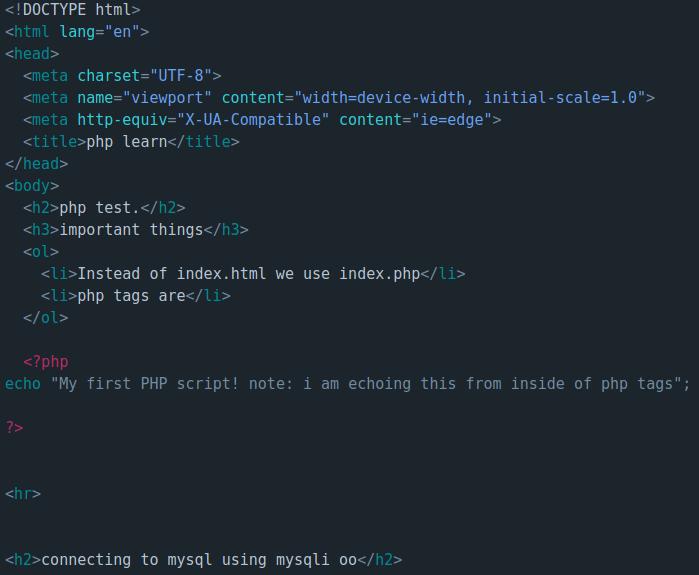 <!DOCTYPE html>
<html lang="en">
<head>
  <meta charset="UTF-8">
  <meta name="viewport" content="width=device-width, initial-scale=1.0">
  <meta http-equiv="X-UA-Compatible" content="ie=edge">
  <title>php learn</title>
</head>
<body>
  <h2>php test.</h2>
  <h3>important things</h3>
  <ol>
    <li>Instead of index.html we use index.php</li>
    <li>php tags are</li>
  </ol>
  <?php
echo "My first PHP script! note: i am echoing this from inside of php tags";
?>
<hr>
<h2>connecting to mysql using mysqli oo</h2>